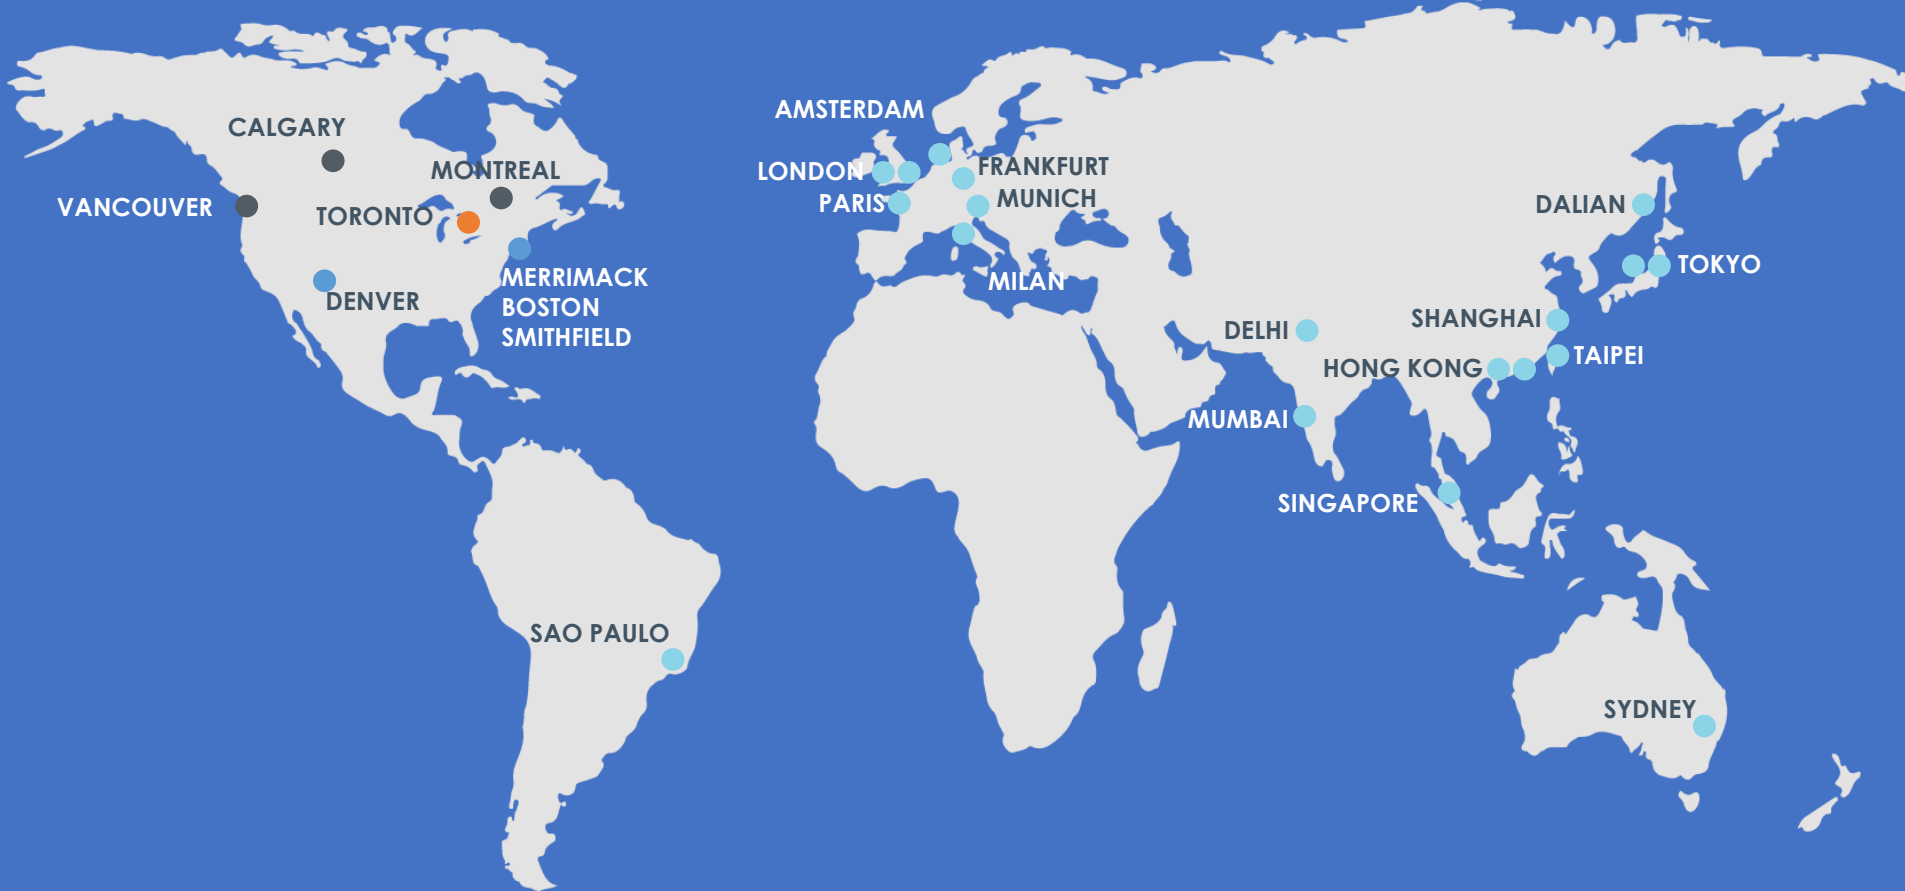 AMSTERDAM
CALGARY
MONTREAL
LONDON
FRANKFURT
VANCOUVER
TORONTO
PARIS
MUNICH
DALIAN
MERRIMACK
BOSTON
SMITHFIELD
DENVER
MILAN
TOKYO
DELHI
SHANGHAI
HONG KONG
TAIPEI
MUMBAI
SINGAPORE
SAO PAULO
SYDNEY